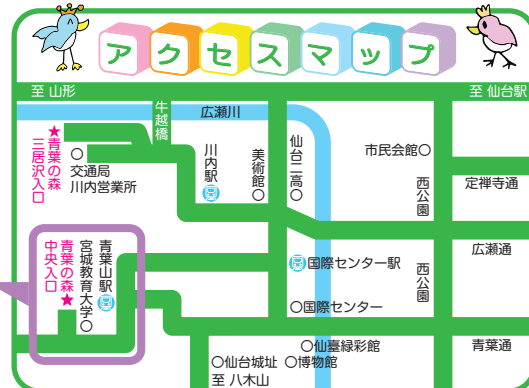 アクセスマップ
至 山形
至 仙台駅
牛越橋
広瀬川
★青葉の森
三居沢入口
交通局
川内営業所
川内駅
美術館
仙台二高
市民会館
西公園
定禅寺通
広瀬通
国際センター駅
西公園
国際センター
青葉の森★
中央入口
宮城教育大学
青葉山駅
仙臺緑彩館
青葉通
仙台城址
博物館
至 八木山